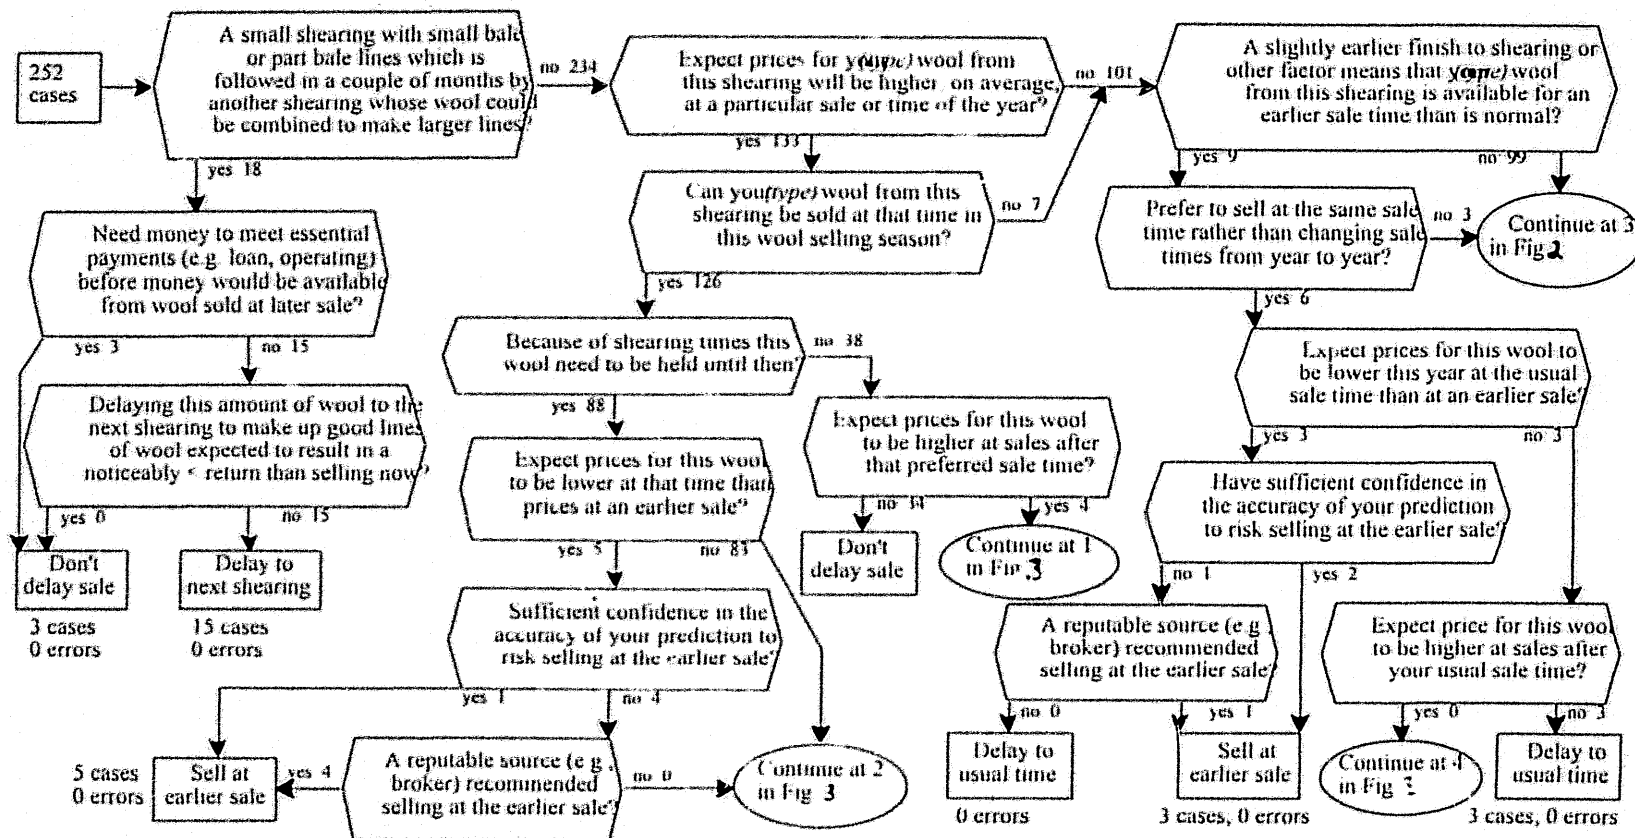 252
cases
A small shearing with small bale
or part bale lines which is
followed in a couple of months by
another shearing whose wool could
be combined to make larger lines?
no 234
yes 18
Expect prices for your (type) wool from
this shearing will be higher, on average,
at a particular sale or time of the year?
no 101
yes 133
A slightly earlier finish to shearing or
other factor means that your (type) wool
from this shearing is available for an
earlier sale time than is normal?
yes 9
no 99
Can you (type) wool from this
shearing be sold at that time in
this wool selling season?
no 7
yes 126
Prefer to sell at the same sale
time rather than changing sale
times from year to year?
no 3
yes 6
Continue at 3
in Fig 2
Need money to meet essential
payments (e.g. loan, operating)
before money would be available
from wool sold at later sale?
yes 3
no 15
Because of shearing times this
wool need to be held until then?
no 38
yes 88
Expect prices for this wool to
be lower this year at the usual
sale time than at an earlier sale?
yes 3
no 3
Delaying this amount of wool to the
next shearing to make up good lines
of wool expected to result in a
noticeably < return than selling now?
yes 0
no 15
Expect prices for this wool
to be lower at that time than
prices at an earlier sale?
yes 5
no 83
Expect prices for this wool
to be higher at sales after
that preferred sale time?
no 34
yes 4
Have sufficient confidence in
the accuracy of your prediction
to risk selling at the earlier sale?
no 1
yes 2
Don't
delay sale
3 cases
0 errors
Delay to
next shearing
15 cases
0 errors
Don't
delay sale
Continue at 1
in Fig. 3
Sufficient confidence in the
accuracy of your prediction to
risk selling at the earlier sale?
yes 1
no 4
A reputable source (e.g.
broker) recommended
selling at the earlier sale?
no 0
yes 1
Expect price for this wool
to be higher at sales after
your usual sale time?
yes 0
no 3
5 cases
0 errors
Sell at
earlier sale
yes 4
A reputable source (e.g.
broker) recommended
selling at the earlier sale?
no 0
Continue at 2
in Fig 3
Delay to
usual time
0 errors
Sell at
earlier sale
3 cases, 0 errors
Continue at 4
in Fig
Delay to
usual time
3 cases, 0 errors